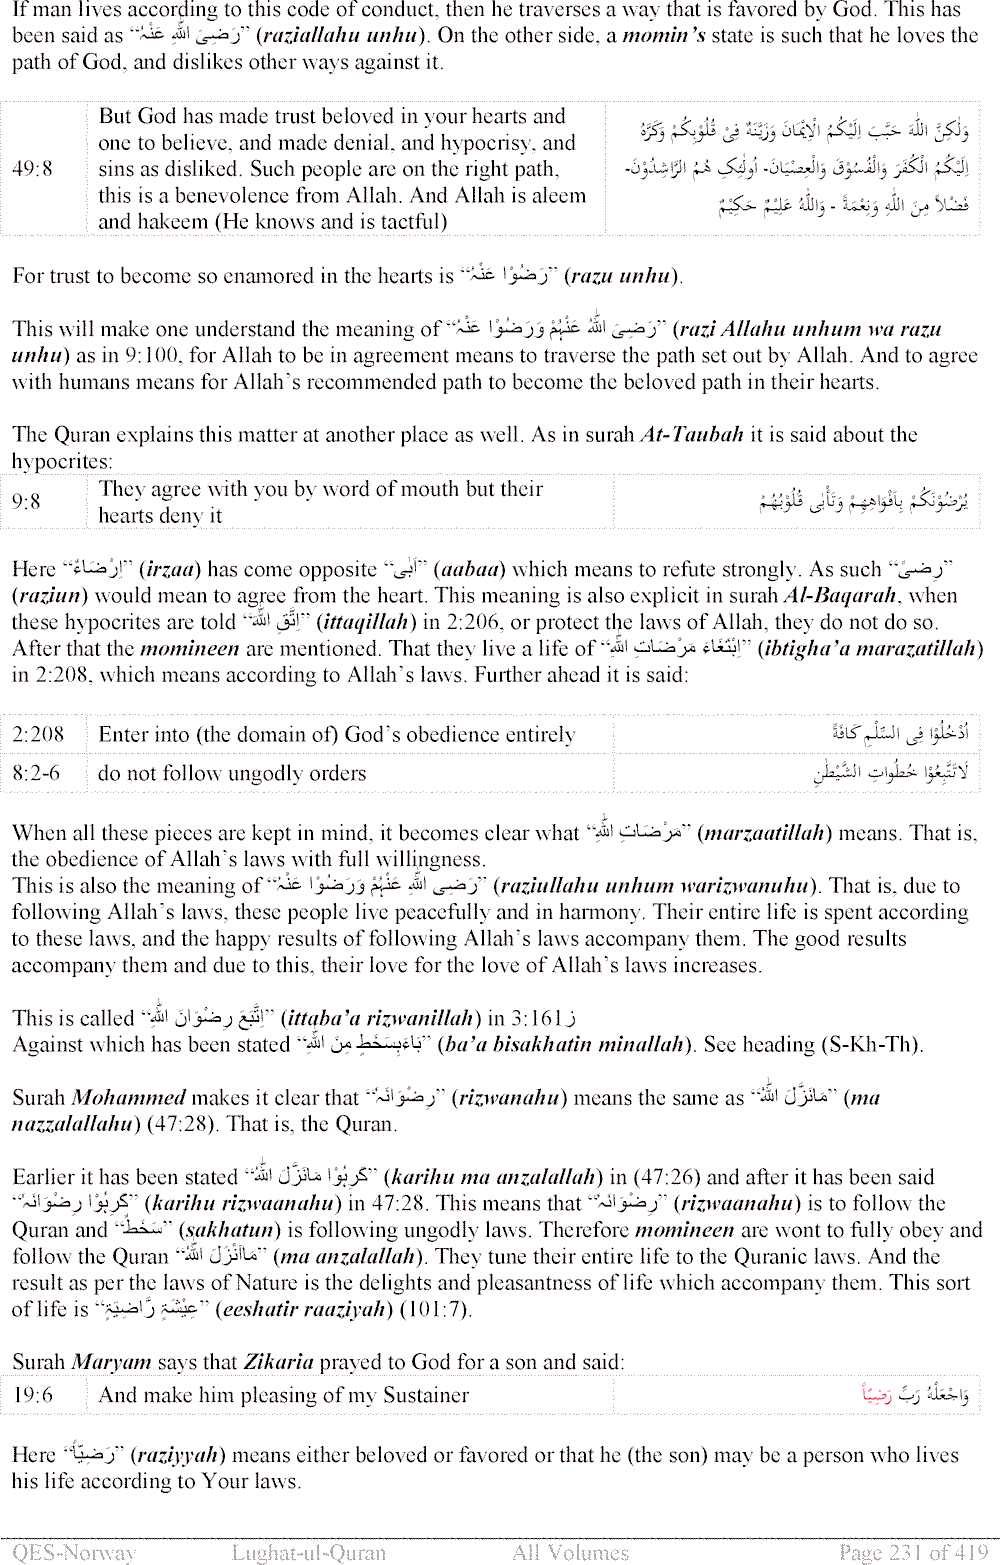 If man lives according to this code of conduct, then he traverses a way that is favored by God. This has
been said as “رَضِیَ اللّٰهِ عَنْہُ” (raziallahu unhu). On the other side, a momin’s state is such that he loves the
path of God, and dislikes other ways against it.
49:8
But God has made trust beloved in your hearts and
one to believe, and made denial, and hypocrisy, and
sins as disliked. Such people are on the right path,
this is a benevolence from Allah. And Allah is aleem
and hakeem (He knows and is tactful)
وَلٰكِنَّ اللّٰهَ حَبَّبَ اِلَيْكُمُ الْاِيْمَانَ وَزَيَّنَهٗ فِیْ قُلُوْبِكُمْ وَكَرَّهَ
اِلَيْكُمُ الْكُفَرَ وَالْفُسُوْقَ وَالْعِصْيَانَ- اُولٰئِكَ هُمُ الرَّاشِدُوْنَ-
فَضْلاً مِنَ اللّٰهِ وَنِعْمَةً - وَاللّٰهُ عَلِيْمٌ حَكِيْمٌ
For trust to become so enamored in the hearts is “رَضُوْا عَنْہُ” (razu unhu).
This will make one understand the meaning of “رَضِیَ اللّٰهُ عَنْہُمْ وَرَضُوْا عَنْہُ” (razi Allahu unhum wa razu
unhu) as in 9:100, for Allah to be in agreement means to traverse the path set out by Allah. And to agree
with humans means for Allah’s recommended path to become the beloved path in their hearts.
The Quran explains this matter at another place as well. As in surah At-Taubah it is said about the
hypocrites:
9:8
They agree with you by word of mouth but their
hearts deny it
يُرْضُوْنَكُمْ بِاَفْوَاهِهِمْ وَتَأْبٰى قُلُوْبُهُمْ
Here “اِرْضَاءٌ” (irzaa) has come opposite “اَبٰی” (aabaa) which means to refute strongly. As such “رِضیً”
(raziun) would mean to agree from the heart. This meaning is also explicit in surah Al-Baqarah, when
these hypocrites are told “اِتَّقِ اللّٰهَ” (ittaqillah) in 2:206, or protect the laws of Allah, they do not do so.
After that the momineen are mentioned. That they live a life of “اِبْتْغَاءَ مَرْضَاتِ اللّٰهِ” (ibtigha’a marazatillah)
in 2:208, which means according to Allah’s laws. Further ahead it is said:
2:208
Enter into (the domain of) God’s obedience entirely
اُدْخُلُوْا فِی السِّلْمِ كَافَةً
8:2-6
do not follow ungodly orders
لَاتَتَّبِعُوْا خُطُواتِ الشَّيْطٰنِ
When all these pieces are kept in mind, it becomes clear what “مَرْضَاتِ اللّٰهِ” (marzaatillah) means. That is,
the obedience of Allah’s laws with full willingness.
This is also the meaning of “رَضِی اللّٰهِ عَنْہُمْ وَرَضُوْا عَنْہُ” (raziullahu unhum warizwanuhu). That is, due to
following Allah’s laws, these people live peacefully and in harmony. Their entire life is spent according
to these laws, and the happy results of following Allah’s laws accompany them. The good results
accompany them and due to this, their love for the love of Allah’s laws increases.
This is called “اِتَّبَعَ رِضْوَانَ اللّٰهِ” (ittaba’a rizwanillah) in 3:161ز
Against which has been stated “بَاءَبِسَخَطٍ مِنَ اللّٰهِ” (ba’a bisakhatin minallah). See heading (S-Kh-Th).
Surah Mohammed makes it clear that “رِضْوَانَہٗ” (rizwanahu) means the same as “مَانَزَّلَ اللّٰهُ” (ma
nazzalallahu) (47:28). That is, the Quran.
Earlier it has been stated “كَرِہُوْا مَانَزَّلَ اللّٰهُ” (karihu ma anzalallah) in (47:26) and after it has been said
“كَرِہُوْا رِضْوَانَہٗ” (karihu rizwaanahu) in 47:28. This means that “رِضْوَانَہٗ” (rizwaanahu) is to follow the
Quran and “سَخَطٌ” (sakhatun) is following ungodly laws. Therefore momineen are wont to fully obey and
follow the Quran “مَااَنْزَلَ اللّٰهُ” (ma anzalallah). They tune their entire life to the Quranic laws. And the
result as per the laws of Nature is the delights and pleasantness of life which accompany them. This sort
of life is “عِيْشَةٍ رَّاضِيَةٍ” (eeshatir raaziyah) (101:7).
Surah Maryam says that Zikaria prayed to God for a son and said:
19:6
And make him pleasing of my Sustainer
وَاجْعَلْهُ رَبِّ رَضِيّاً
Here “رَضِيّاً” (raziyyah) means either beloved or favored or that he (the son) may be a person who lives
his life according to Your laws.
QES-Norway Lughat-ul-Quran All Volumes Page 231 of 419